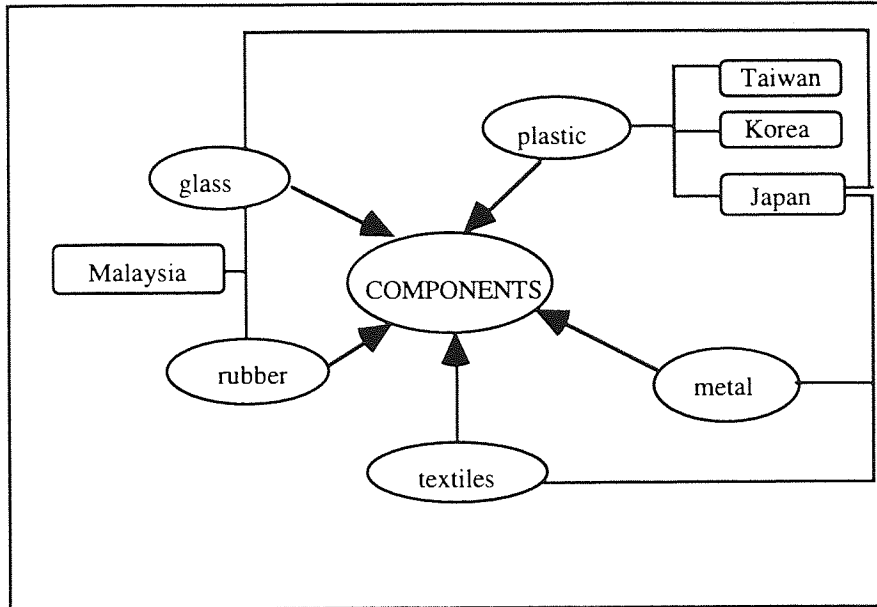 Taiwan
plastic
Korea
glass
Japan
Malaysia
COMPONENTS
rubber
metal
textiles